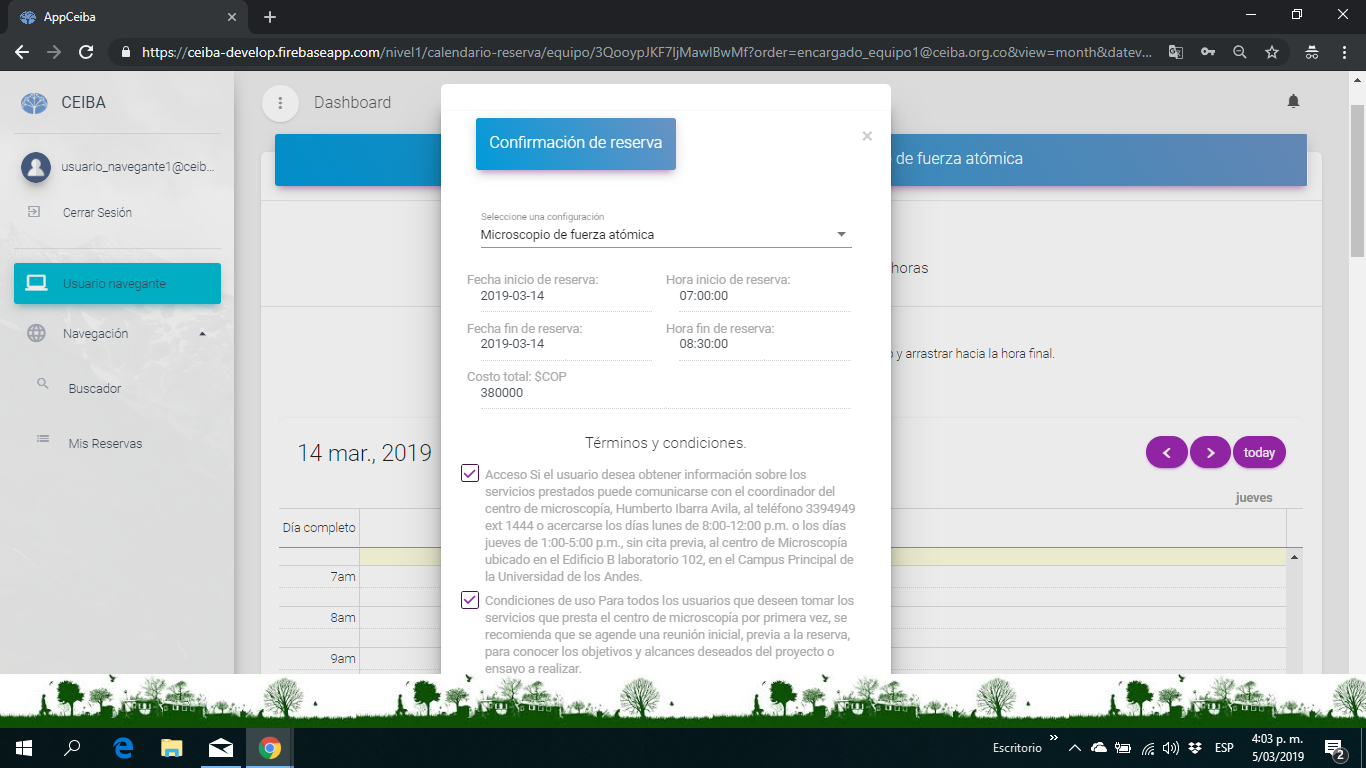 AppCeiba
https://ceiba-develop.firebaseapp.com/nivel1/calendario-reserva/equipo/3QooypJKF7IjMawlBwMf?order=encargado_equipo1@ceiba.org.co&view=month&datev...
CEIBA
usuario_navegante1@ceib...
Cerrar Sesión
Usuario navegante
Navegación
Buscador
Mis Reservas
Dashboard
de fuerza atómica
horas
y arrastrar hacia la hora final.
Confirmación de reserva
×
Seleccione una configuración
Microscopio de fuerza atómica
Fecha inicio de reserva:
2019-03-14
Hora inicio de reserva:
07:00:00
Fecha fin de reserva:
2019-03-14
Hora fin de reserva:
08:30:00
Costo total: $COP
380000
Términos y condiciones.
Acceso Si el usuario desea obtener información sobre los
servicios prestados puede comunicarse con el coordinador del
centro de microscopía, Humberto Ibarra Avila, al teléfono 3394949
ext 1444 o acercarse los días lunes de 8:00-12:00 p.m. o los días
jueves de 1:00-5:00 p.m., sin cita previa, al centro de Microscopía
ubicado en el Edificio B laboratorio 102, en el Campus Principal de
la Universidad de los Andes.
Condiciones de uso Para todos los usuarios que deseen tomar los
servicios que presta el centro de microscopía por primera vez, se
recomienda que se agende una reunión inicial, previa a la reserva,
para conocer los objetivos y alcances deseados del proyecto o
ensayo a realizar.
14 mar., 2019
today
jueves
Día completo
7am
8am
9am
Escritorio
ESP
4:03 p. m.
5/03/2019
2